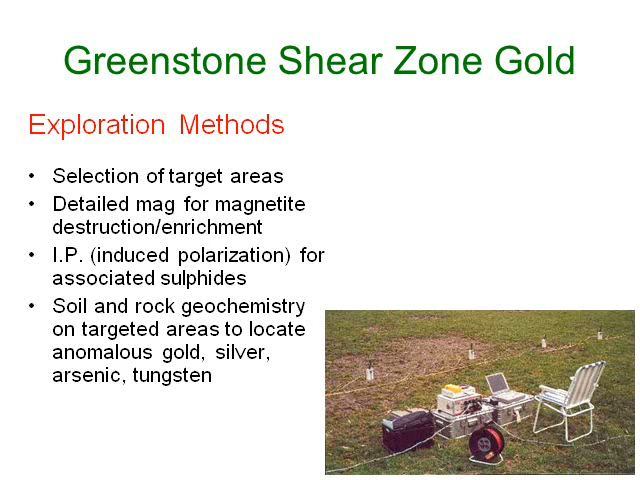 Greenstone Shear Zone Gold
Exploration Methods
• Selection of target areas
• Detailed mag for magnetite
destruction/enrichment
• I.P. (induced polarization) for
associated sulphides
• Soil and rock geochemistry
on targeted areas to locate
anomalous gold, silver,
arsenic, tungsten